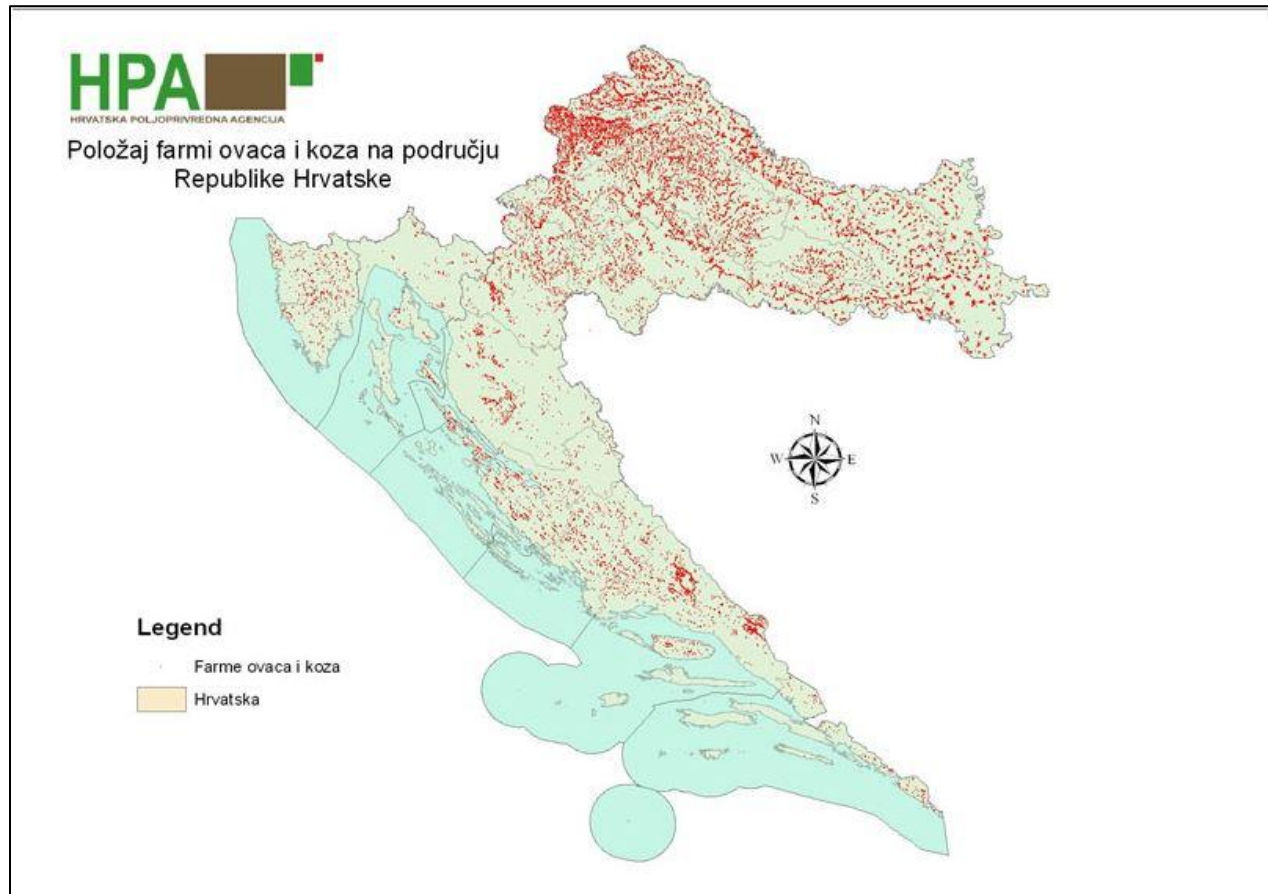 HPA
HRVATSKA POLJOPRIVREDNA AGENCIJA
Položaj farmi ovaca i koza na području
Republike Hrvatske
N
W E
S
Legend
Farme ovaca i koza
Hrvatska